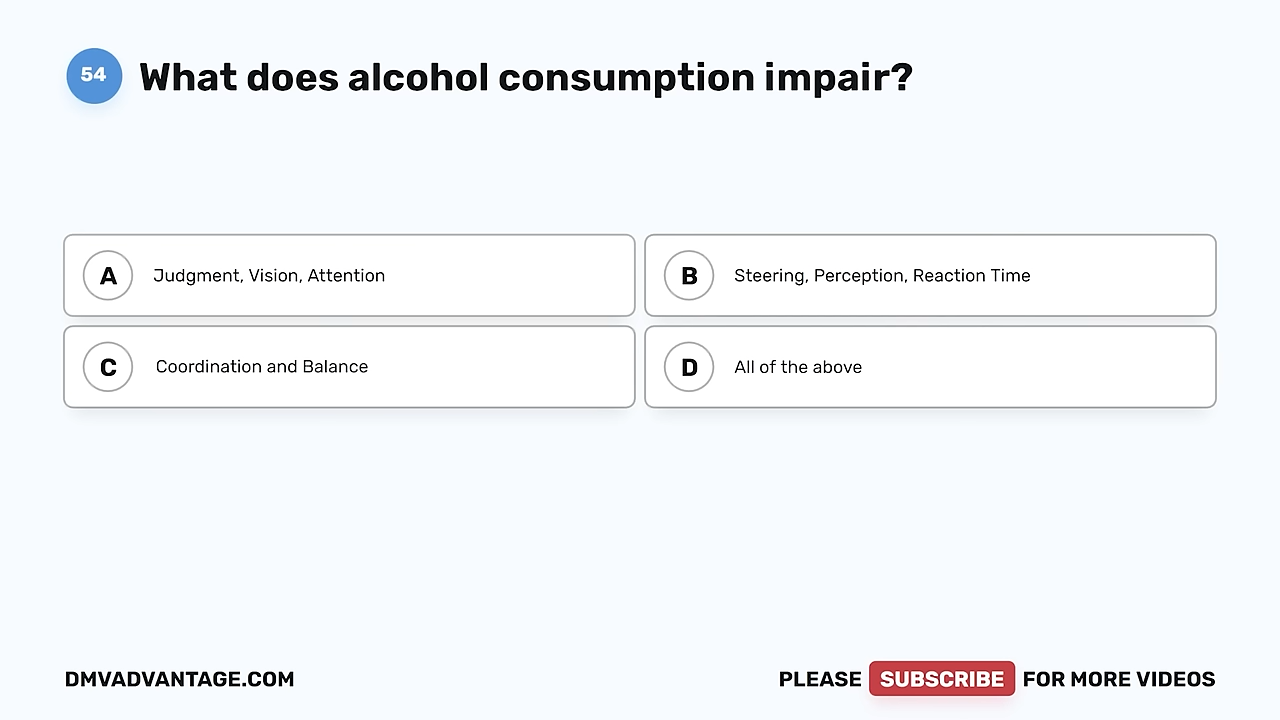 54 What does alcohol consumption impair?
A Judgment, Vision, Attention
B Steering, Perception, Reaction Time
C Coordination and Balance
D All of the above
DMVADVANTAGE.COM
PLEASE SUBSCRIBE FOR MORE VIDEOS